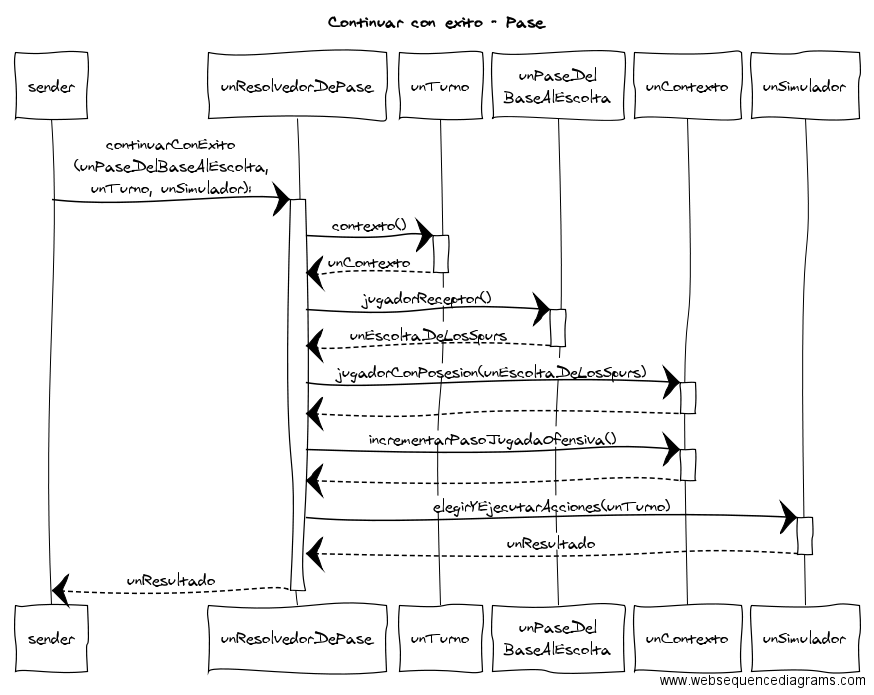 Continuar con exito - Pase
sender
unResolvedorDePase
unTurno
unPaseDel
BaseAlEscolta
unContexto
unSimulador
continuarConExito
(unPaseDelBaseAlEscolta,
unTurno, unSimulador):
contexto()
unContexto
jugadorReceptor()
unEscoltaDeLosSpurs
jugadorConPosesion(unEscoltaDeLosSpurs)
incrementarPasoJugadaOfensiva()
elegirYEjecutarAcciones(unTurno)
unResultado
unResultado
sender
unResolvedorDePase
unTurno
unPaseDel
BaseAlEscolta
unContexto
unSimulador
www.websequencediagrams.com